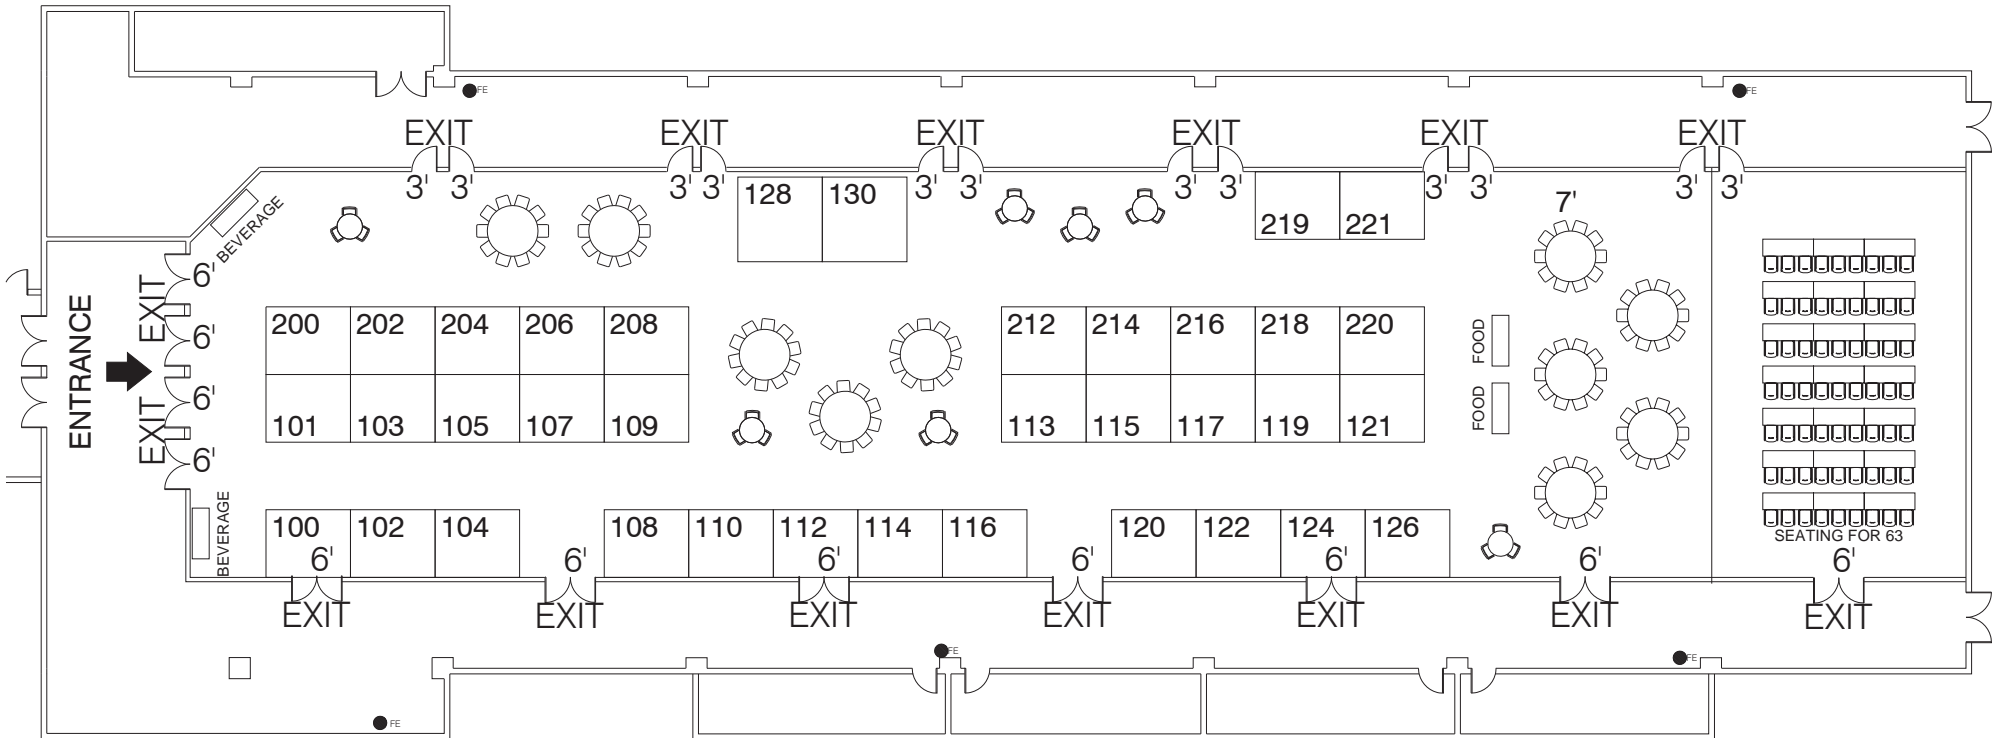 FE FE
EXIT EXIT EXIT EXIT EXIT EXIT
3' 3' 3' 3' 3' 3' 3' 3' 3' 3' 3' 3'
128 130
219 221
7'
BEVERAGE
6'
EXIT
6'
ENTRANCE
6'
EXIT
6'
200 202 204 206 208
101 103 105 107 109
212 214 216 218 220
113 115 117 119 121
FOOD
FOOD
BEVERAGE
100 102 104
108 110 112 114 116
120 122 124 126
SEATING FOR 63
6' 6' 6' 6' 6' 6' 6'
EXIT EXIT EXIT EXIT EXIT EXIT EXIT
FE FE
FE